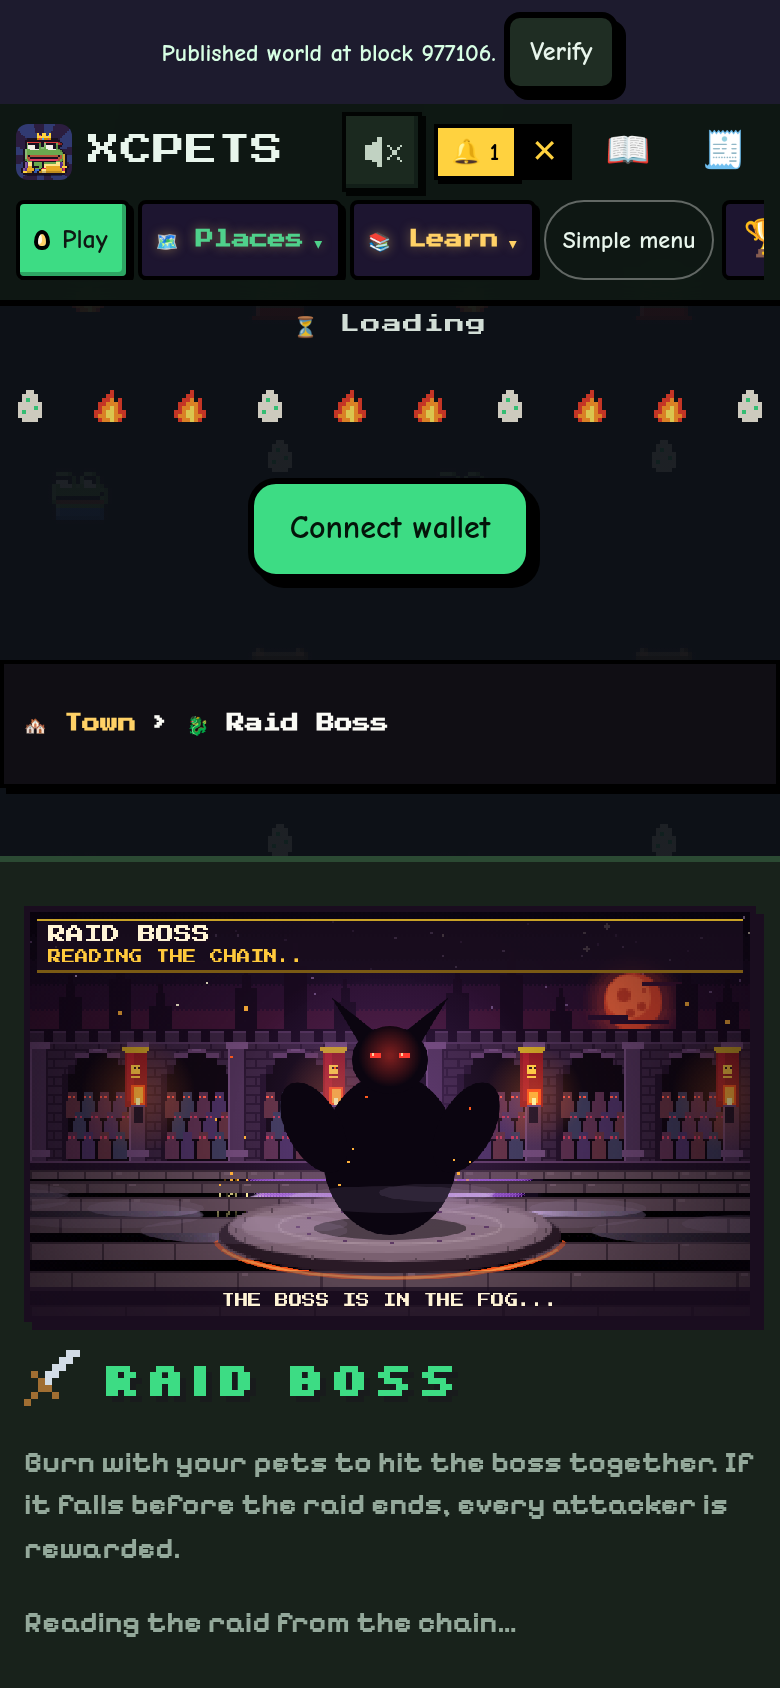 Published world at block 977106. Verify
XCPETS
1
Play
Places
Learn
Simple menu
Loading
Connect wallet
Town › Raid Boss
RAID BOSS
READING THE CHAIN..
THE BOSS IS IN THE FOG...
RAID BOSS
Burn with your pets to hit the boss together. If
it falls before the raid ends, every attacker is
rewarded.
Reading the raid from the chain...